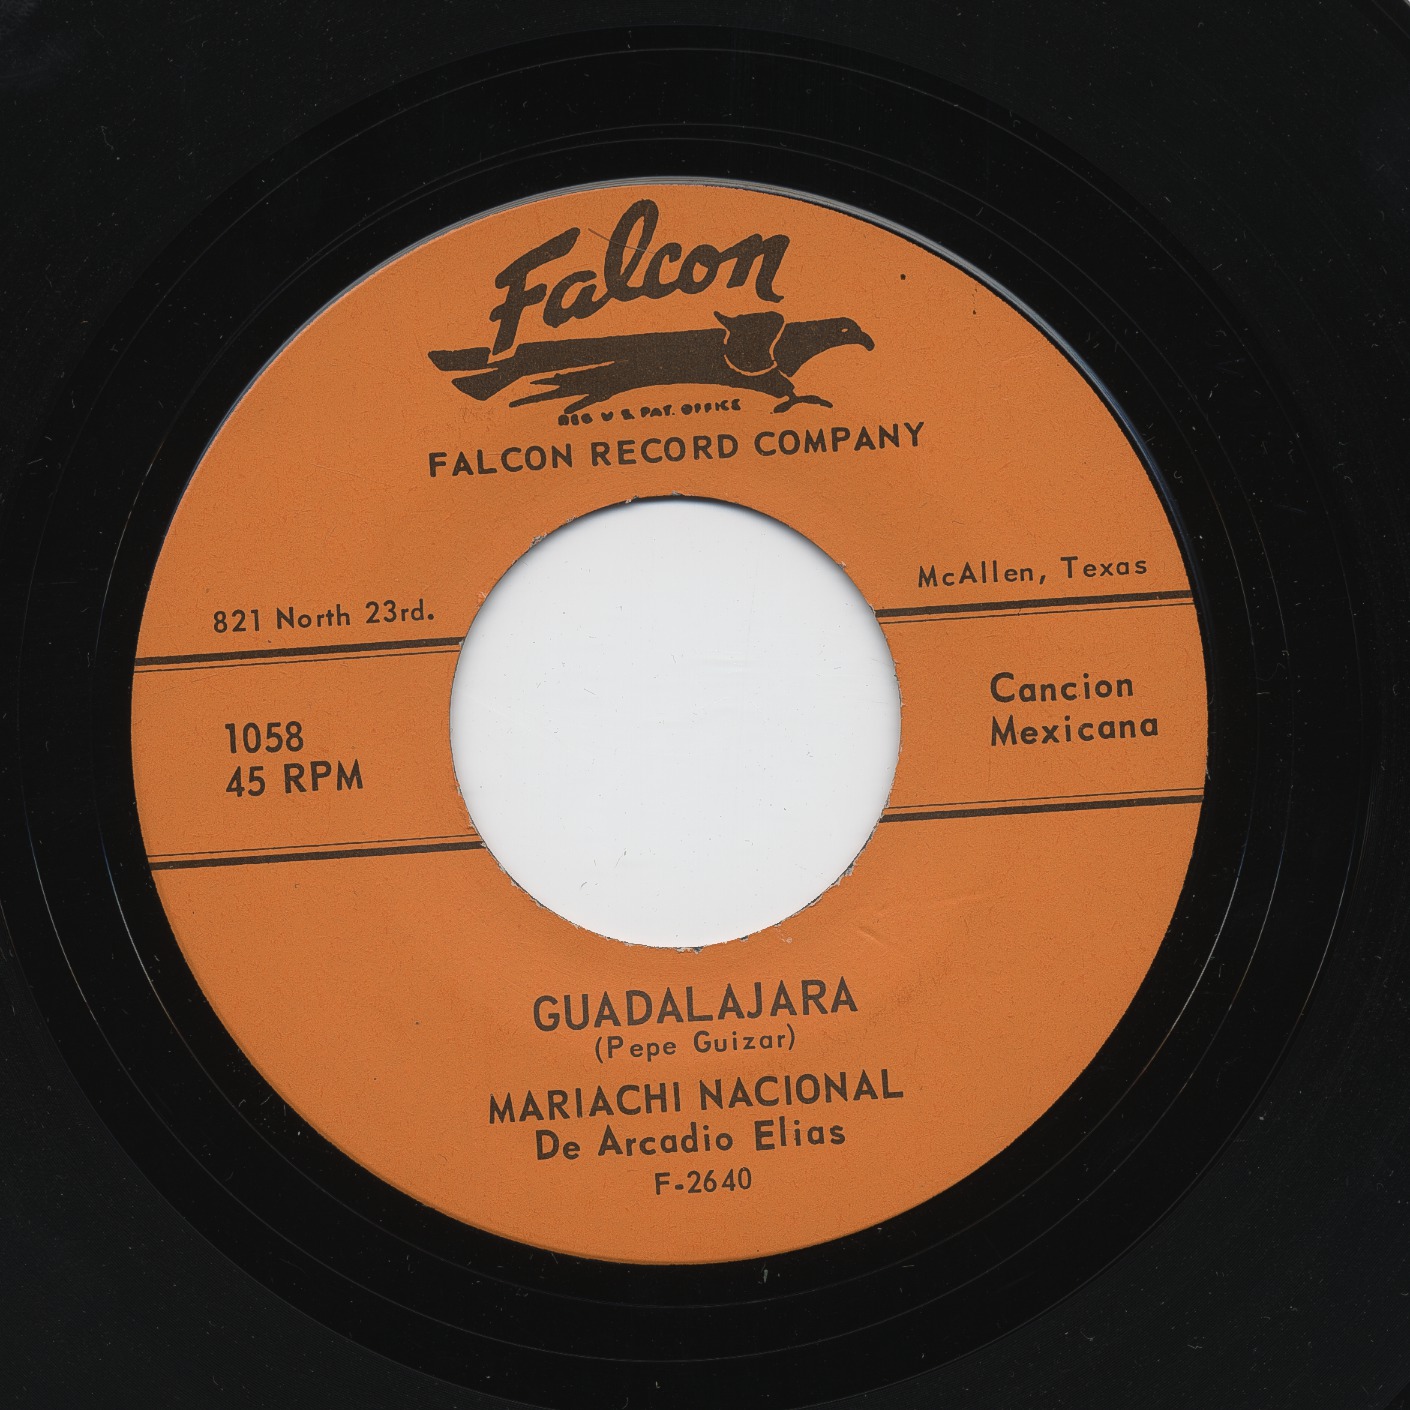 Falcon
REG U S PAT. OFFICE
FALCON RECORD COMPANY
821 North 23rd.
McAllen, Texas
1058
45 RPM
Cancion
Mexicana
GUADALAJARA
(Pepe Guizar)
MARIACHI NACIONAL
De Arcadio Elias
F-2640